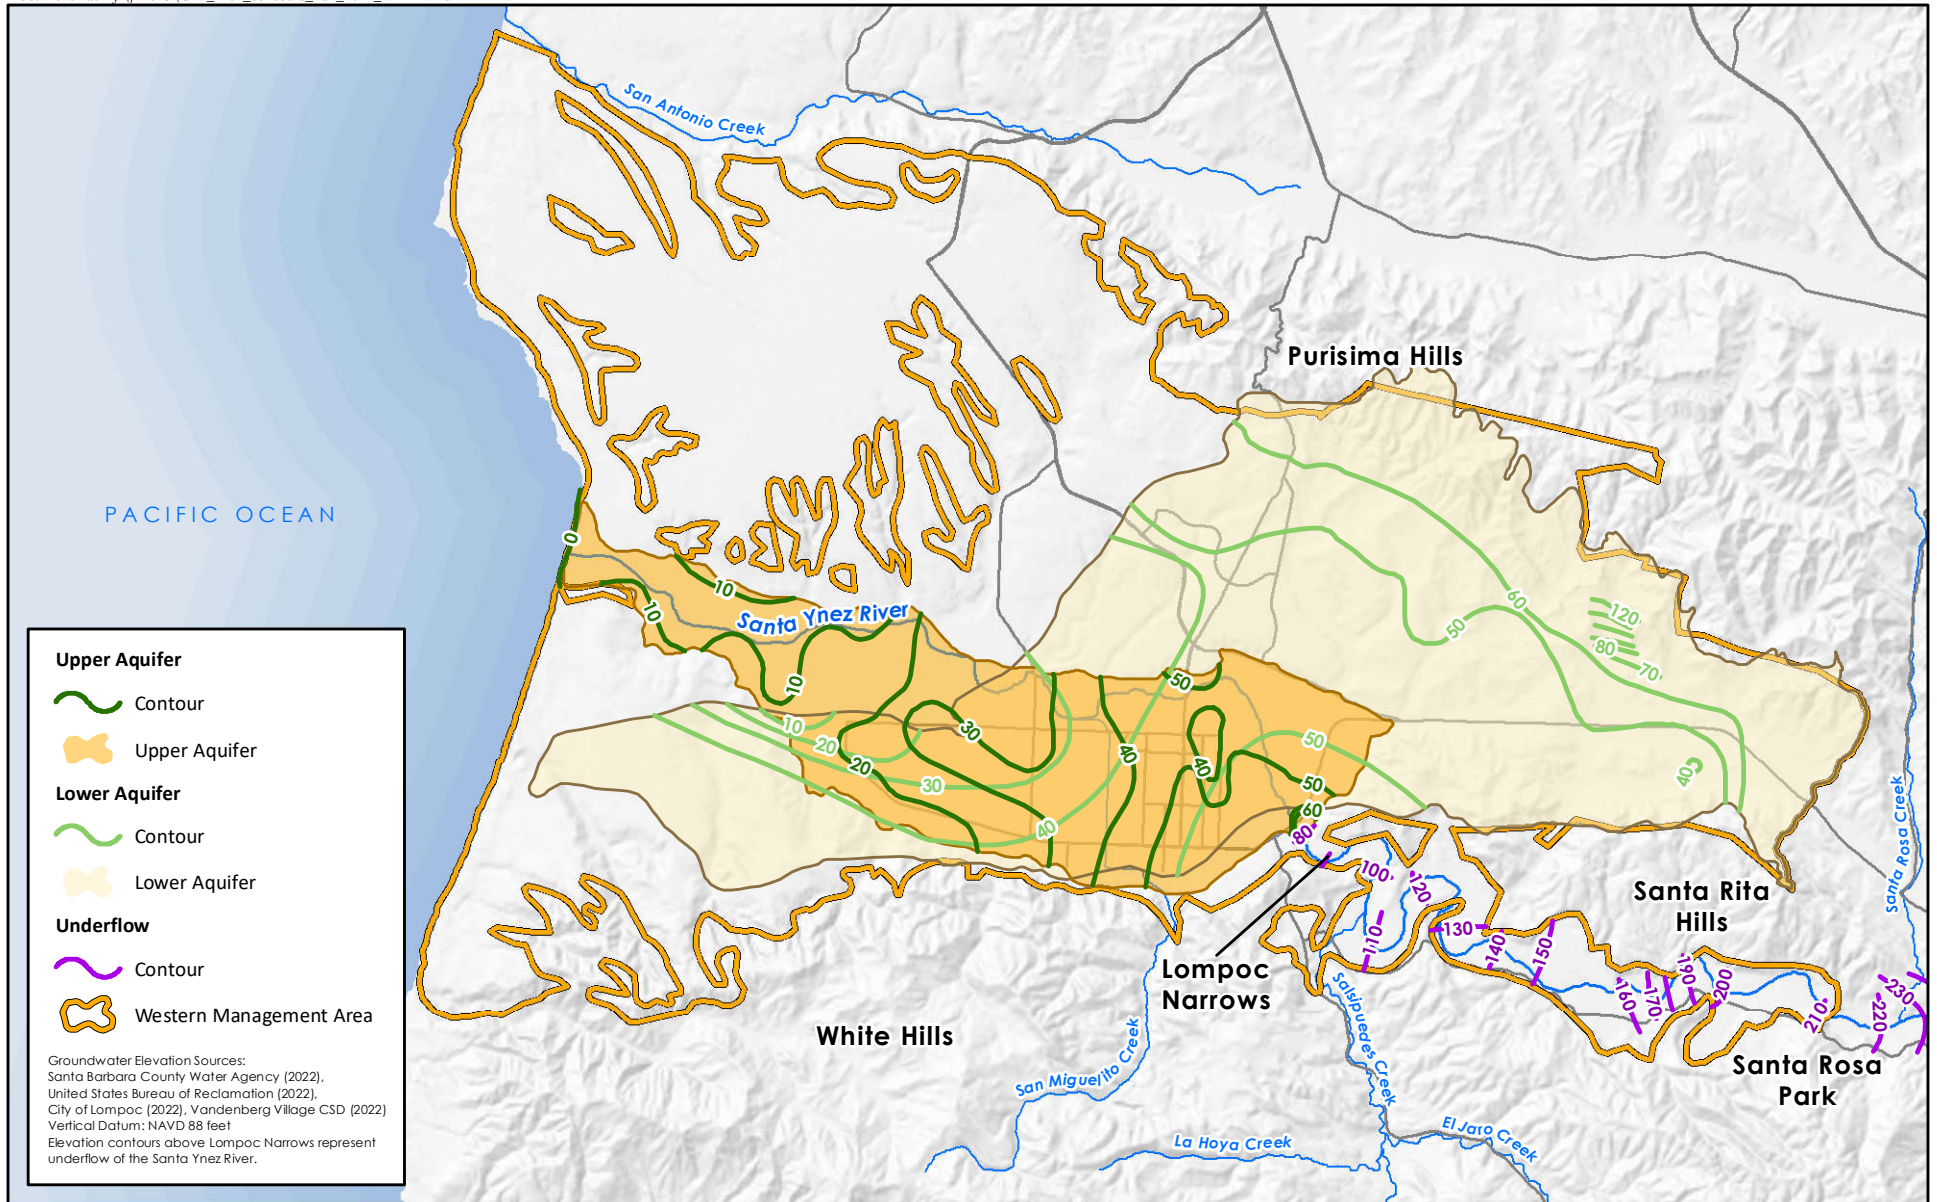 San Antonio Creek
Purisima Hills
PACIFIC OCEAN
0
10
10
Santa Ynez River
10
50
60
50
120
80
70
40
10
20
30
40
20
30
40
40
50
50
50
60
80
100
120
110
130
140
150
160
170
190
200
210
220
230
Santa Rosa Creek
Santa Rita
Hills
Lompoc
Narrows
White Hills
Santa Rosa
Park
San Miguelito Creek
Salsipuedes Creek
La Hoya Creek
El Jaro Creek
Upper Aquifer
Contour
Upper Aquifer
Lower Aquifer
Contour
Lower Aquifer
Underflow
Contour
Western Management Area
Groundwater Elevation Sources:
Santa Barbara County Water Agency (2022),
United States Bureau of Reclamation (2022),
City of Lompoc (2022), Vandenberg Village CSD (2022)
Vertical Datum: NAVD 88 feet
Elevation contours above Lompoc Narrows represent
underflow of the Santa Ynez River.